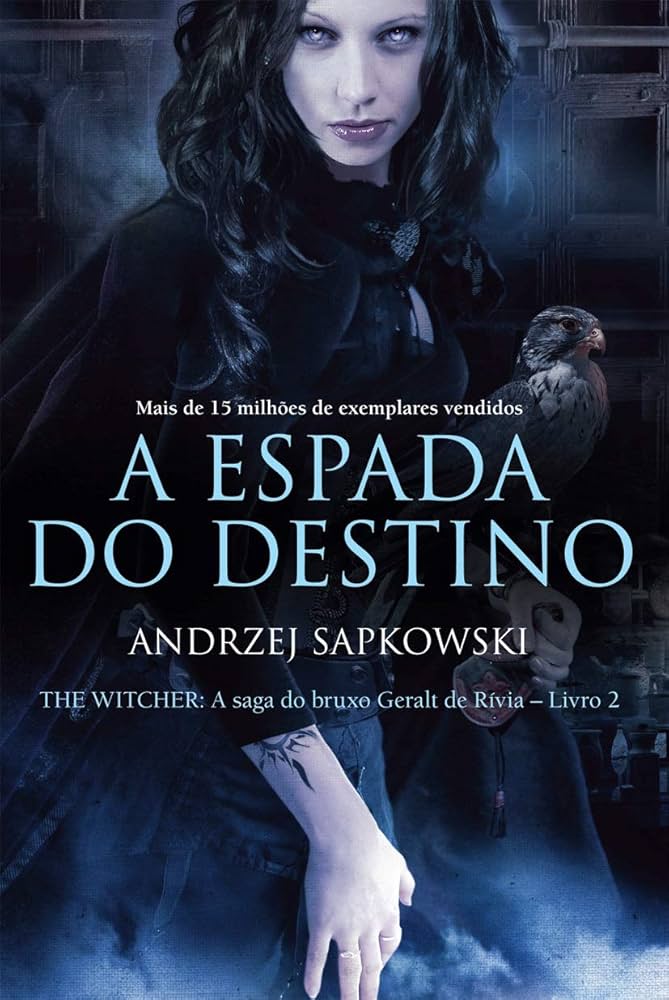 Mais de 15 milhões de exemplares vendidos
A ESPADA
DO DESTINO
ANDRZEJ SAPKOWSKI
THE WITCHER: A saga do bruxo Geralt de Rívia – Livro 2